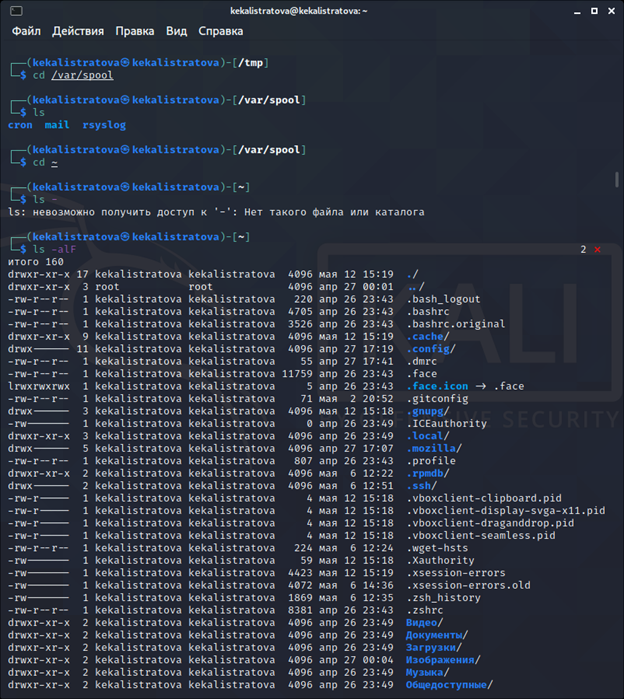 kekalistratova@kekalistratova: ~
Файл Действия Правка Вид Справка
┌──(kekalistratova㉿kekalistratova)-[/tmp]
└─$ cd /var/spool
┌──(kekalistratova㉿kekalistratova)-[/var/spool]
└─$ ls
cron mail rsyslog
┌──(kekalistratova㉿kekalistratova)-[/var/spool]
└─$ cd ~
┌──(kekalistratova㉿kekalistratova)-[~]
└─$ ls -
ls: невозможно получить доступ к '-': Нет такого файла или каталога
┌──(kekalistratova㉿kekalistratova)-[~]
└─$ ls -alF 2 ⨯
итого 160
drwxr-xr-x 17 kekalistratova kekalistratova 4096 мая 12 15:19 ./
drwxr-xr-x 3 root root 4096 апр 27 00:01 ../
-rw-r--r-- 1 kekalistratova kekalistratova 220 апр 26 23:43 .bash_logout
-rw-r--r-- 1 kekalistratova kekalistratova 4705 апр 26 23:43 .bashrc
-rw-r--r-- 1 kekalistratova kekalistratova 3526 апр 26 23:43 .bashrc.original
drwxr-xr-x 9 kekalistratova kekalistratova 4096 мая 12 15:19 .cache/
drwx------ 11 kekalistratova kekalistratova 4096 апр 27 17:19 .config/
-rw-r--r-- 1 kekalistratova kekalistratova 55 апр 27 17:41 .dmrc
-rw-r--r-- 1 kekalistratova kekalistratova 11759 апр 26 23:43 .face
lrwxrwxrwx 1 kekalistratova kekalistratova 5 апр 26 23:43 .face.icon -> .face
-rw-r--r-- 1 kekalistratova kekalistratova 71 мая 2 20:52 .gitconfig
drwx------ 3 kekalistratova kekalistratova 4096 мая 12 15:18 .gnupg/
-rw------- 1 kekalistratova kekalistratova 0 апр 26 23:49 .ICEauthority
drwxr-xr-x 3 kekalistratova kekalistratova 4096 апр 26 23:49 .local/
drwx------ 5 kekalistratova kekalistratova 4096 апр 27 17:07 .mozilla/
-rw-r--r-- 1 kekalistratova kekalistratova 807 апр 26 23:43 .profile
drwxr-xr-x 2 kekalistratova kekalistratova 4096 мая 6 12:22 .rpmdb/
drwx------ 2 kekalistratova kekalistratova 4096 мая 6 12:51 .ssh/
-rw-r----- 1 kekalistratova kekalistratova 4 мая 12 15:18 .vboxclient-clipboard.pid
-rw-r----- 1 kekalistratova kekalistratova 4 мая 12 15:18 .vboxclient-display-svga-x11.pid
-rw-r----- 1 kekalistratova kekalistratova 4 мая 12 15:18 .vboxclient-draganddrop.pid
-rw-r----- 1 kekalistratova kekalistratova 4 мая 12 15:18 .vboxclient-seamless.pid
-rw-r--r-- 1 kekalistratova kekalistratova 224 мая 6 12:24 .wget-hsts
-rw------- 1 kekalistratova kekalistratova 59 мая 12 15:18 .Xauthority
-rw------- 1 kekalistratova kekalistratova 4423 мая 12 15:19 .xsession-errors
-rw------- 1 kekalistratova kekalistratova 4072 мая 6 14:36 .xsession-errors.old
-rw------- 1 kekalistratova kekalistratova 1869 мая 6 12:35 .zsh_history
-rw-r--r-- 1 kekalistratova kekalistratova 8381 апр 26 23:43 .zshrc
drwxr-xr-x 2 kekalistratova kekalistratova 4096 апр 26 23:49 Видео/
drwxr-xr-x 2 kekalistratova kekalistratova 4096 апр 26 23:49 Документы/
drwxr-xr-x 2 kekalistratova kekalistratova 4096 апр 26 23:49 Загрузки/
drwxr-xr-x 2 kekalistratova kekalistratova 4096 апр 27 00:04 Изображения/
drwxr-xr-x 2 kekalistratova kekalistratova 4096 апр 26 23:49 Музыка/
drwxr-xr-x 2 kekalistratova kekalistratova 4096 апр 26 23:49 Общедоступные/
KALI
SECURITY